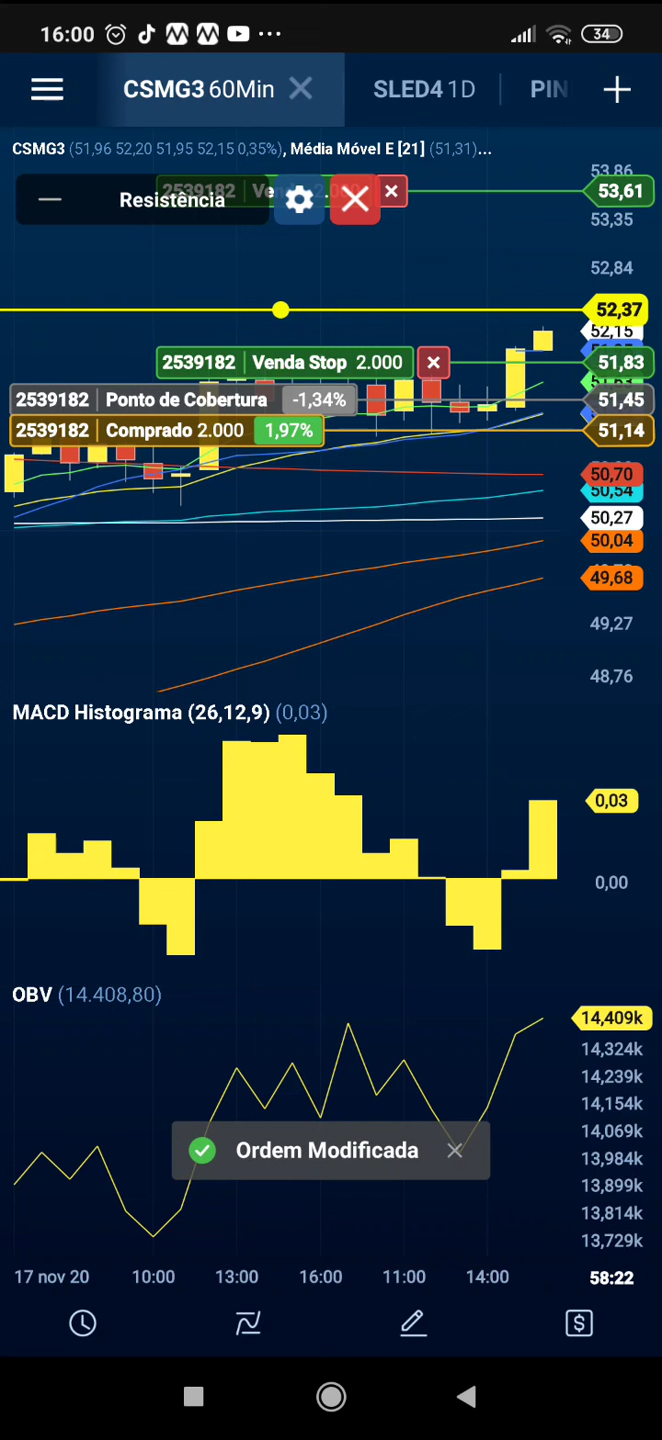 16:00
34
CSMG3 60Min
SLED4 1D
PIN
CSMG3 (51,96 52,20 51,95 52,15 0,35%), Média Móvel E [21] (51,31)...
53,86
2539182
53,61
Resistência
53,35
52,84
52,37
52,15
2539182 Venda Stop 2.000
51,83
2539182 Ponto de Cobertura -1,34%
51,45
2539182 Comprado 2.000 1,97%
51,14
50,70
50,54
50,27
50,04
49,68
49,27
48,76
MACD Histograma (26,12,9) (0,03)
0,03
0,00
OBV (14.408,80)
14,409k
14,324k
14,239k
14,154k
14,069k
Ordem Modificada
13,984k
13,899k
13,814k
13,729k
17 nov 20 10:00 13:00 16:00 11:00 14:00 58:22